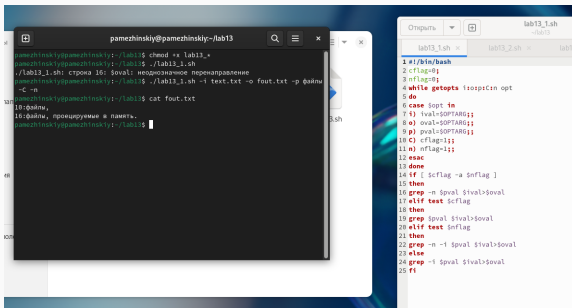 pamezhinskiy@pamezhinskiy:~/lab13
pamezhinskiy@pamezhinskiy:~/lab13$ chmod +x lab13_*
pamezhinskiy@pamezhinskiy:~/lab13$ ./lab13_1.sh
./lab13_1.sh: строка 16: $oval: неоднозначное перенаправление
pamezhinskiy@pamezhinskiy:~/lab13$ ./lab13_1.sh -i text.txt -o fout.txt -p файлы
-C -n
pamezhinskiy@pamezhinskiy:~/lab13$ cat fout.txt
10:файлы,
16:файлы, проецируемые в память.
pamezhinskiy@pamezhinskiy:~/lab13$
3.sh
Открыть
lab13_1.sh
~/lab13
lab13_1.sh
lab13_2.sh
1 #!/bin/bash
2 cflag=0;
3 nflag=0;
4 while getopts i:o:p:C:n opt
5 do
6 case $opt in
7 i) ival=$OPTARG;;
8 o) oval=$OPTARG;;
9 p) pval=$OPTARG;;
10 C) cflag=1;;
11 n) nflag=1;;
12 esac
13 done
14 if [ $cflag -a $nflag ]
15 then
16 grep -n $pval $ival>$oval
17 elif test $cflag
18 then
19 grep $pval $ival>$oval
20 elif test $nflag
21 then
22 grep -n -i $pval $ival>$oval
23 else
24 grep -i $pval $ival>$oval
25 fi